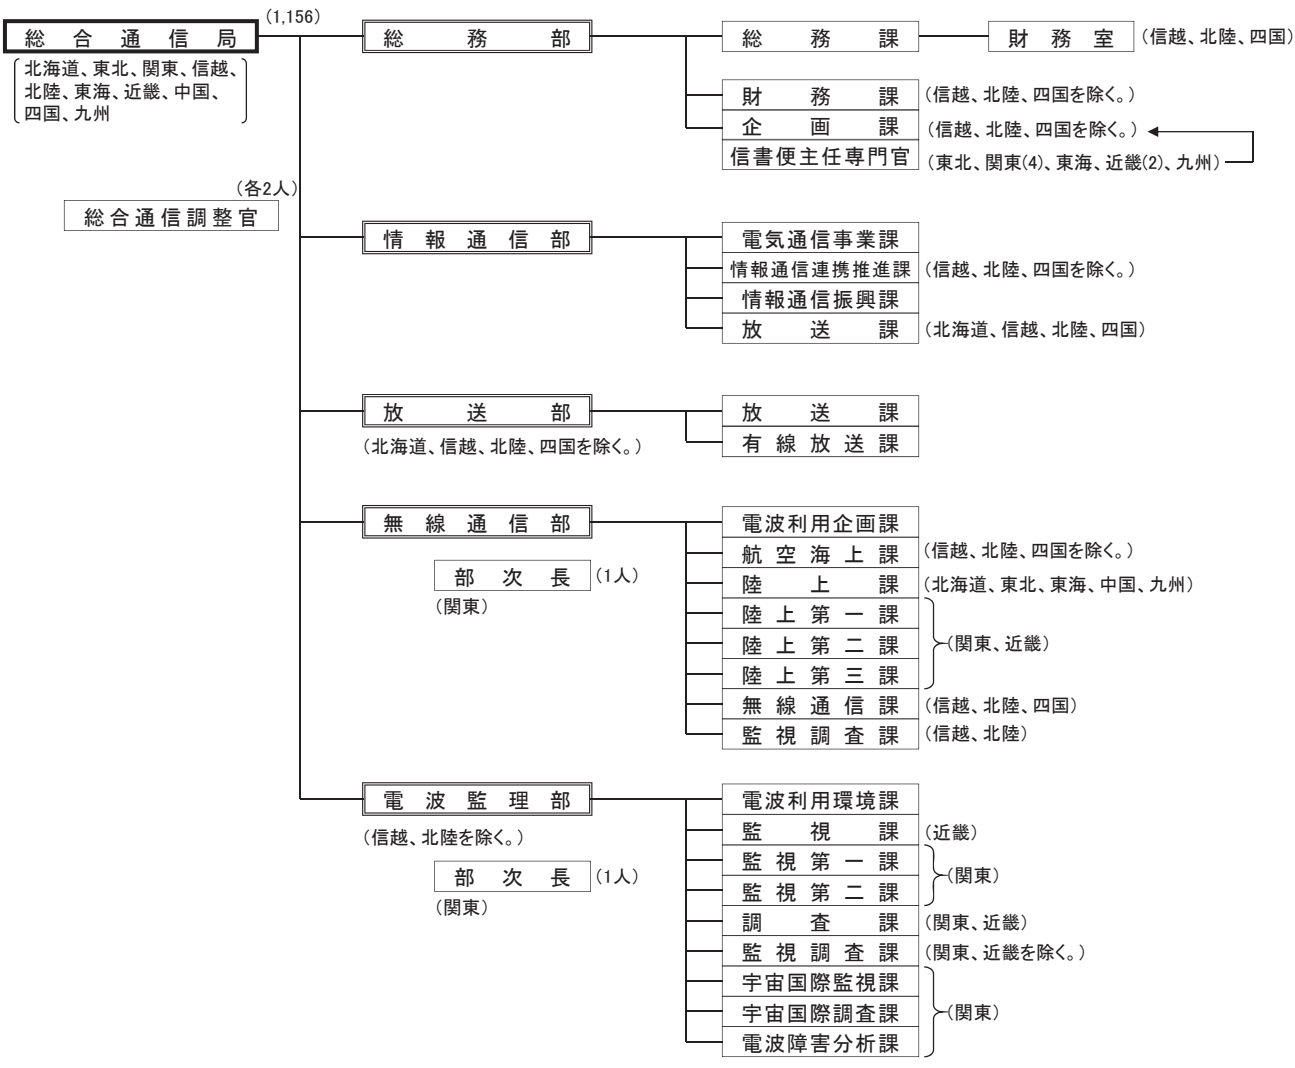 (1,156)
総合通信局
北海道、東北、関東、信越、
北陸、東海、近畿、中国、
四国、九州
(各2人)
総合通信調整官
総務部
総務課
財務室 (信越、北陸、四国)
財務課 (信越、北陸、四国を除く。)
企画課 (信越、北陸、四国を除く。)
信書便主任専門官 (東北、関東(4)、東海、近畿(2)、九州)
情報通信部
電気通信事業課
情報通信連携推進課 (信越、北陸、四国を除く。)
情報通信振興課
放送課 (北海道、信越、北陸、四国)
放送部
(北海道、信越、北陸、四国を除く。)
放送課
有線放送課
無線通信部
部次長 (1人)
(関東)
電波利用企画課
航空海上課 (信越、北陸、四国を除く。)
陸上課 (北海道、東北、東海、中国、九州)
陸上第一課
陸上第二課 (関東、近畿)
陸上第三課
無線通信課 (信越、北陸、四国)
監視調査課 (信越、北陸)
電波監理部
(信越、北陸を除く。)
部次長 (1人)
(関東)
電波利用環境課
監視課 (近畿)
監視第一課
(関東)
監視第二課
調査課 (関東、近畿)
監視調査課 (関東、近畿を除く。)
宇宙国際監視課
宇宙国際調査課 (関東)
電波障害分析課